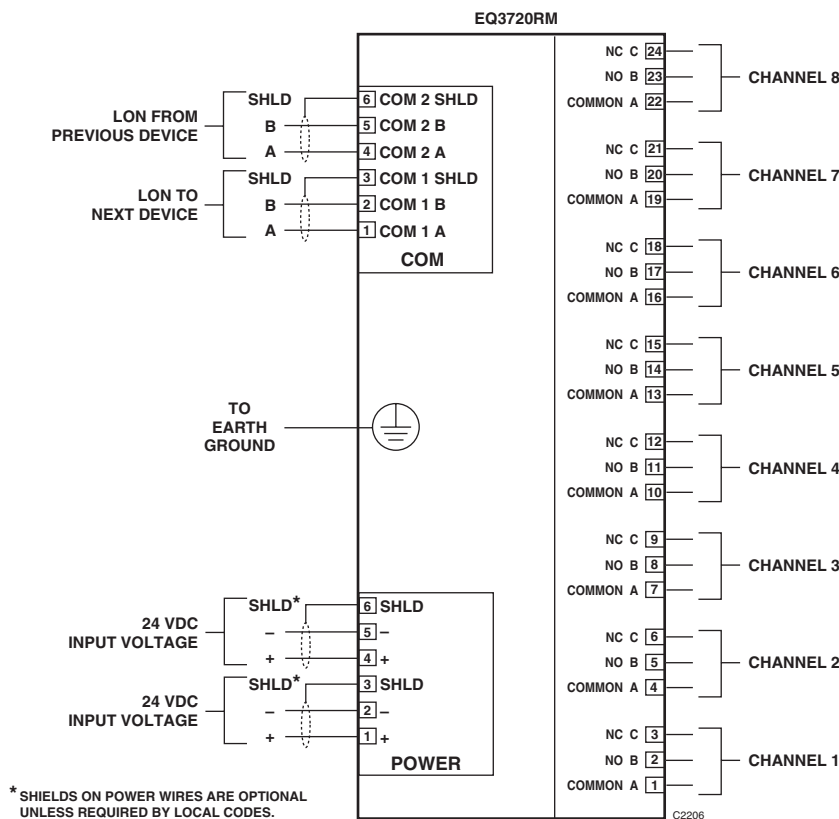 EQ3720RM
LON FROM
PREVIOUS DEVICE
SHLD
B
A
6 COM 2 SHLD
5 COM 2 B
4 COM 2 A
LON TO
NEXT DEVICE
SHLD
B
A
3 COM 1 SHLD
2 COM 1 B
1 COM 1 A
COM
TO
EARTH
GROUND
24 VDC
INPUT VOLTAGE
SHLD*
–
+
6 SHLD
5 –
4 +
24 VDC
INPUT VOLTAGE
SHLD*
–
+
3 SHLD
2 –
1 +
POWER
* SHIELDS ON POWER WIRES ARE OPTIONAL
UNLESS REQUIRED BY LOCAL CODES.
NC C 24
NO B 23
COMMON A 22
CHANNEL 8
NC C 21
NO B 20
COMMON A 19
CHANNEL 7
NC C 18
NO B 17
COMMON A 16
CHANNEL 6
NC C 15
NO B 14
COMMON A 13
CHANNEL 5
NC C 12
NO B 11
COMMON A 10
CHANNEL 4
NC C 9
NO B 8
COMMON A 7
CHANNEL 3
NC C 6
NO B 5
COMMON A 4
CHANNEL 2
NC C 3
NO B 2
COMMON A 1
CHANNEL 1
C2206